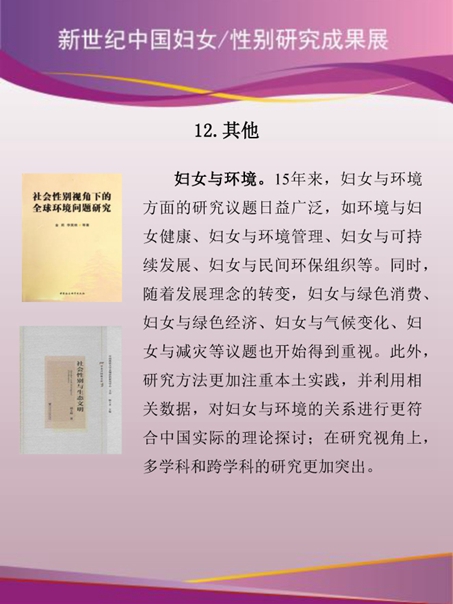 新世纪中国妇女/性别研究成果展
12.其他
妇女与环境。15年来，妇女与环境
方面的研究议题日益广泛，如环境与妇
女健康、妇女与环境管理、妇女与可持
续发展、妇女与民间环保组织等。同时，
随着发展理念的转变，妇女与绿色消费、
妇女与绿色经济、妇女与气候变化、妇
女与减灾等议题也开始得到重视。此外，
研究方法更加注重本土实践，并利用相
关数据，对妇女与环境的关系进行更符
合中国实际的理论探讨；在研究视角上，
多学科和跨学科的研究更加突出。
社会性别视角下的
全球环境问题研究
社会性别与生态文明